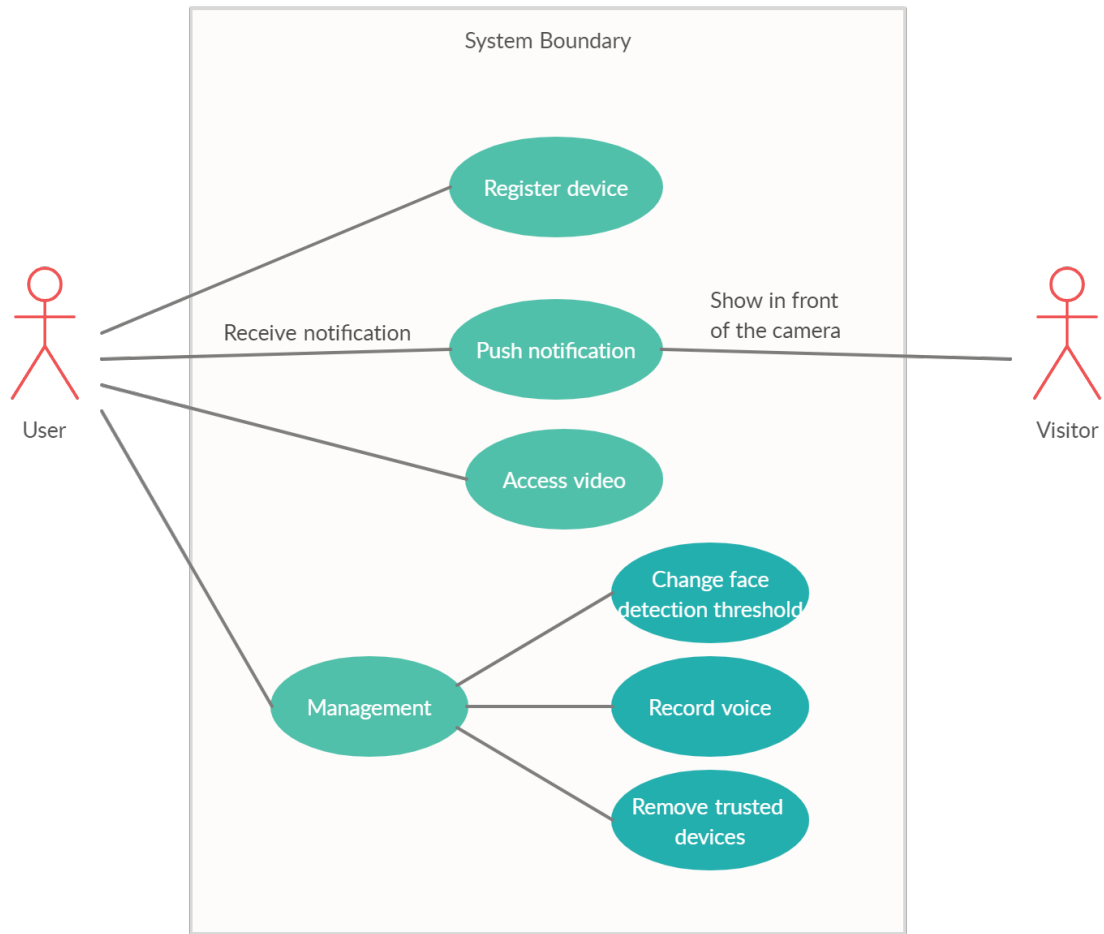 System Boundary
Register device
Show in front
of the camera
Receive notification
Push notification
User
Visitor
Access video
Change face
detection threshold
Management
Record voice
Remove trusted
devices